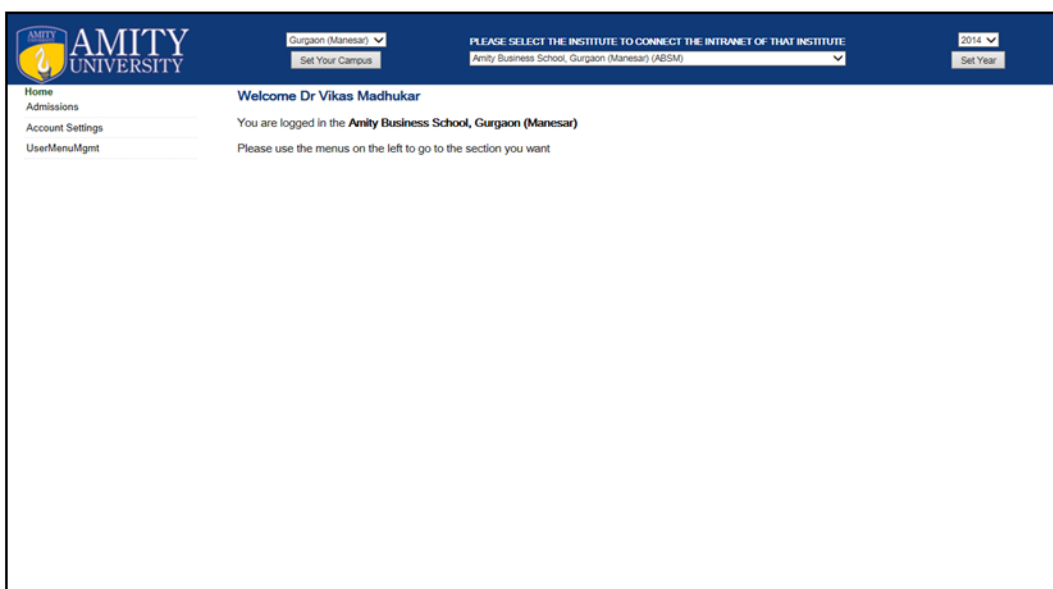 AMITY
UNIVERSITY
AMITY
UNIVERSITY
Gurgaon (Manesar)
Set Your Campus
PLEASE SELECT THE INSTITUTE TO CONNECT THE INTRANET OF THAT INSTITUTE
Amity Business School, Gurgaon (Manesar) (ABSM)
2014
Set Year
Home
Admissions
Account Settings
UserMenuMgmt
Welcome Dr Vikas Madhukar
You are logged in the Amity Business School, Gurgaon (Manesar)
Please use the menus on the left to go to the section you want